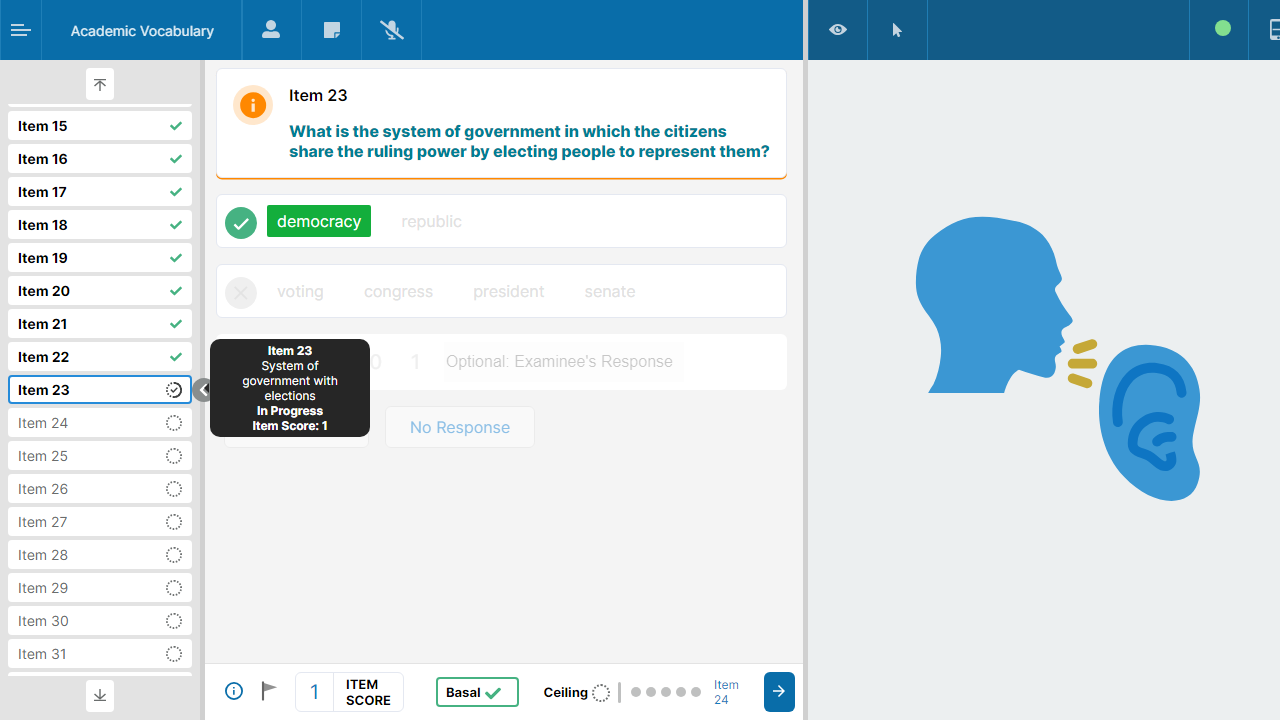 Academic Vocabulary
Item 15
Item 16
Item 17
Item 18
Item 19
Item 20
Item 21
Item 22
Item 23
Item 24
Item 25
Item 26
Item 27
Item 28
Item 29
Item 30
Item 31
Item 23
What is the system of government in which the citizens
share the ruling power by electing people to represent them?
democracy republic
voting congress president senate
0 1 Optional: Examinee's Response
Item 23
System of
government with
elections
In Progress
Item Score: 1
No Response
1 ITEM
SCORE
Basal
Ceiling
Item
24